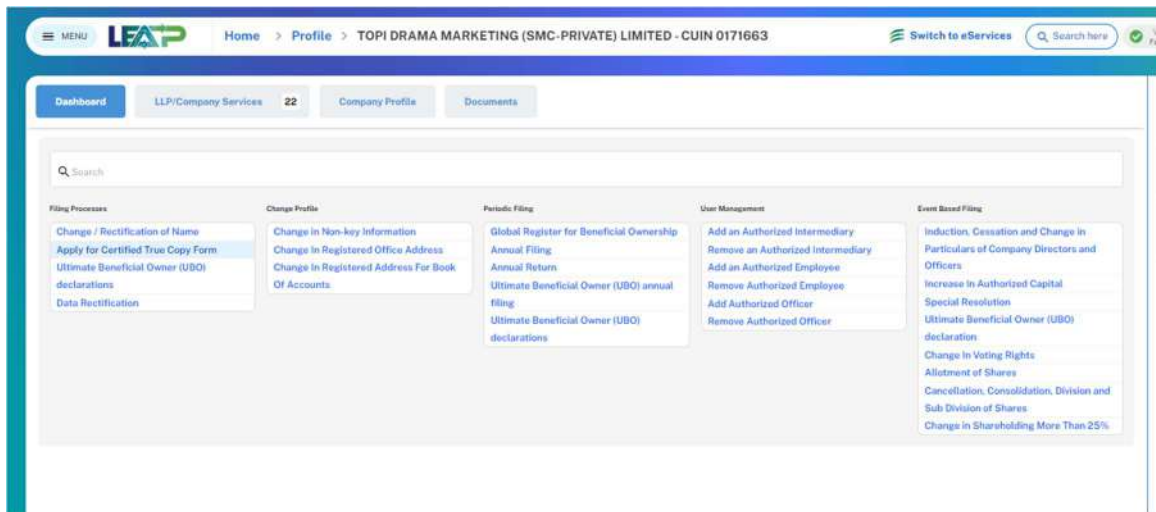 MENU
LEAP
Home > Profile > TOPI DRAMA MARKETING (SMC-PRIVATE) LIMITED - CUIN 0171663
Switch to eServices
Search here
Dashboard
LLP/Company Services 22
Company Profile
Documents
Search
Filing Processes
Change / Rectification of Name
Apply for Certified True Copy Form
Ultimate Beneficial Owner (UBO)
declarations
Data Rectification
Change Profile
Change in Non-key Information
Change In Registered Office Address
Change In Registered Address For Book
Of Accounts
Periodic Filing
Global Register for Beneficial Ownership
Annual Filing
Annual Return
Ultimate Beneficial Owner (UBO) annual
filing
Ultimate Beneficial Owner (UBO)
declarations
User Management
Add an Authorized Intermediary
Remove an Authorized Intermediary
Add an Authorized Employee
Remove Authorized Employee
Add Authorized Officer
Remove Authorized Officer
Event Based Filing
Induction, Cessation and Change in
Particulars of Company Directors and
Officers
Increase in Authorized Capital
Special Resolution
Ultimate Beneficial Owner (UBO)
declaration
Change In Voting Rights
Allotment of Shares
Cancellation, Consolidation, Division and
Sub Division of Shares
Change in Shareholding More Than 25%